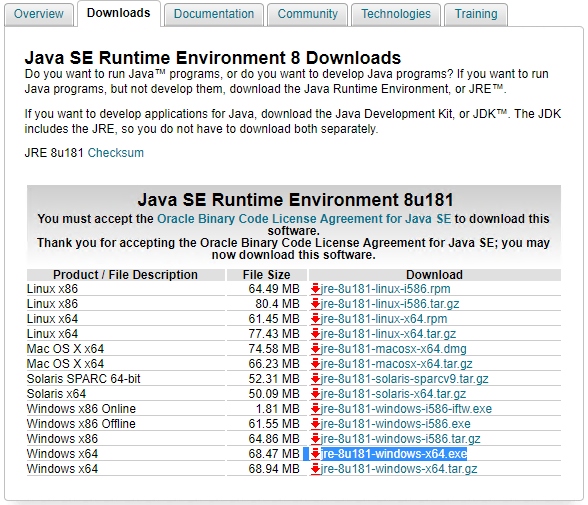 Overview Downloads Documentation Community Technologies Training
Java SE Runtime Environment 8 Downloads
Do you want to run Java™ programs, or do you want to develop Java programs? If you want to run
Java programs, but not develop them, download the Java Runtime Environment, or JRE™.
If you want to develop applications for Java, download the Java Development Kit, or JDK™. The JDK
includes the JRE, so you do not have to download both separately.
JRE 8u181 Checksum
Java SE Runtime Environment 8u181
You must accept the Oracle Binary Code License Agreement for Java SE to download this
software.
Thank you for accepting the Oracle Binary Code License Agreement for Java SE; you may
now download this software.
Product / File Description File Size Download
Linux x86 64.49 MB jre-8u181-linux-i586.rpm
Linux x86 80.4 MB jre-8u181-linux-i586.tar.gz
Linux x64 61.45 MB jre-8u181-linux-x64.rpm
Linux x64 77.43 MB jre-8u181-linux-x64.tar.gz
Mac OS X x64 74.58 MB jre-8u181-macosx-x64.dmg
Mac OS X x64 66.23 MB jre-8u181-macosx-x64.tar.gz
Solaris SPARC 64-bit 52.31 MB jre-8u181-solaris-sparcv9.tar.gz
Solaris x64 50.09 MB jre-8u181-solaris-x64.tar.gz
Windows x86 Online 1.81 MB jre-8u181-windows-i586-iftw.exe
Windows x86 Offline 61.55 MB jre-8u181-windows-i586.exe
Windows x86 64.86 MB jre-8u181-windows-i586.tar.gz
Windows x64 68.47 MB jre-8u181-windows-x64.exe
Windows x64 68.94 MB jre-8u181-windows-x64.tar.gz